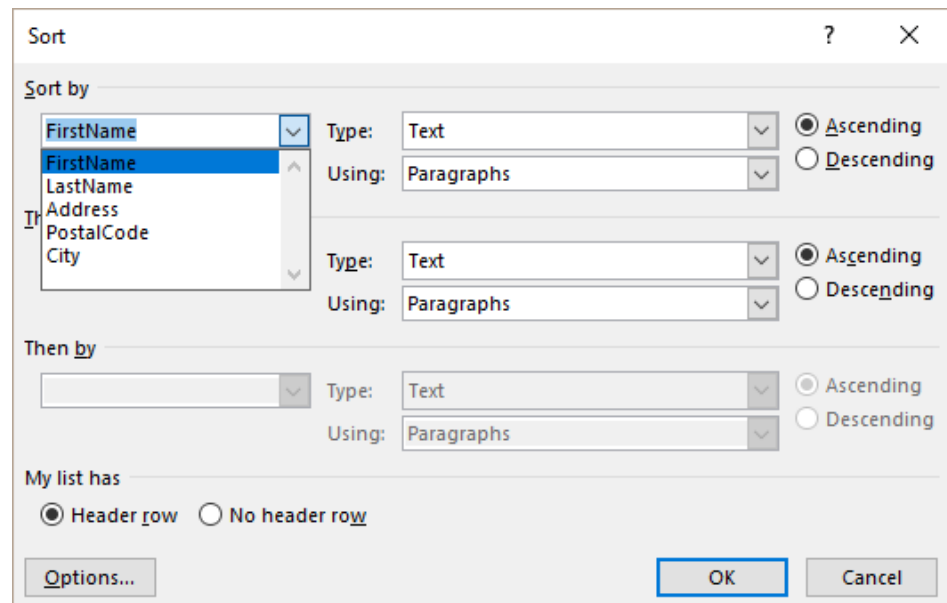 Sort ?
Sort by
FirstName Type: Text Ascending
FirstName
LastName Using: Paragraphs Descending
Address
Th
PostalCode
City Type: Text Ascending
Using: Paragraphs Descending
Then by
Type: Text Ascending
Using: Paragraphs Descending
My list has
Header row No header row
Options... OK Cancel